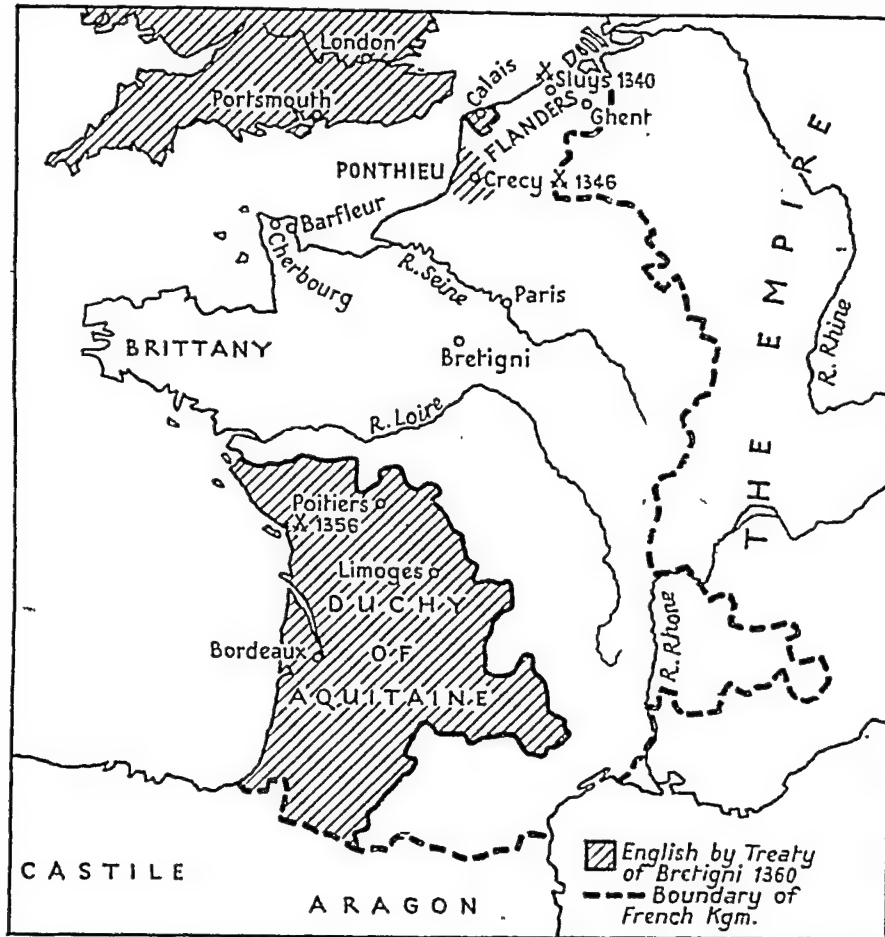 London
Portsmouth
Calais
Sluys 1340
FLANDERS
Ghent
PONTHIEU
Crecy X 1346
Barfleur
Cherbourg
R. Seine
Paris
BRITTANY
Bretigni
R. Loire
R. Rhine
THE EMPIRE
Poitiers
X 1356
Limoges
DUCHY
OF
AQUITAINE
Bordeaux
R. Rhone
CASTILE
ARAGON
English by Treaty
of Bretigni 1360
Boundary of
French Kgm.